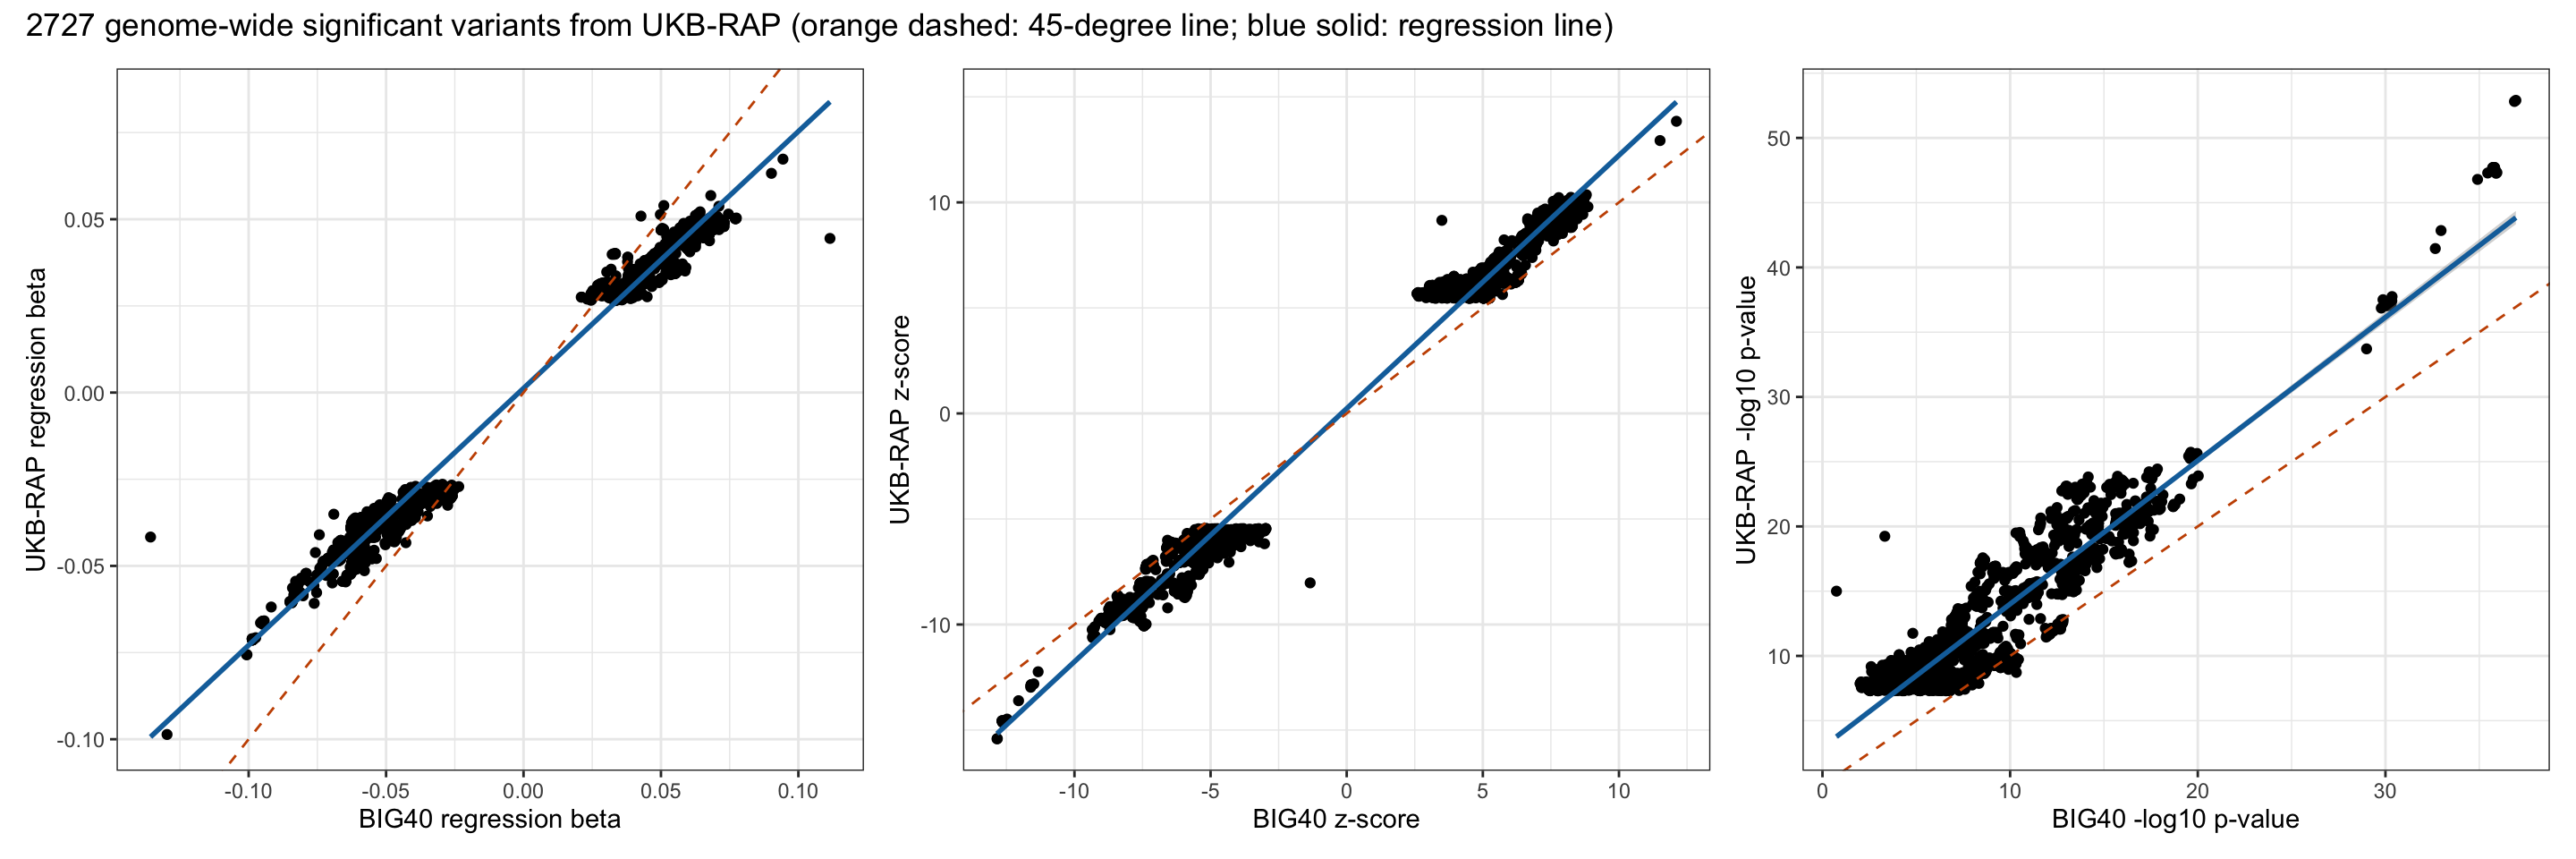 2727 genome-wide significant variants from UKB-RAP (orange dashed: 45-degree line; blue solid: regression line)
UKB-RAP regression beta
0.05
0.00
-0.05
-0.10
-0.10 -0.05 0.00 0.05 0.10
BIG40 regression beta
UKB-RAP z-score
10
0
-10
-10 -5 0 5 10
BIG40 z-score
UKB-RAP -log10 p-value
50
40
30
20
10
0 10 20 30
BIG40 -log10 p-value